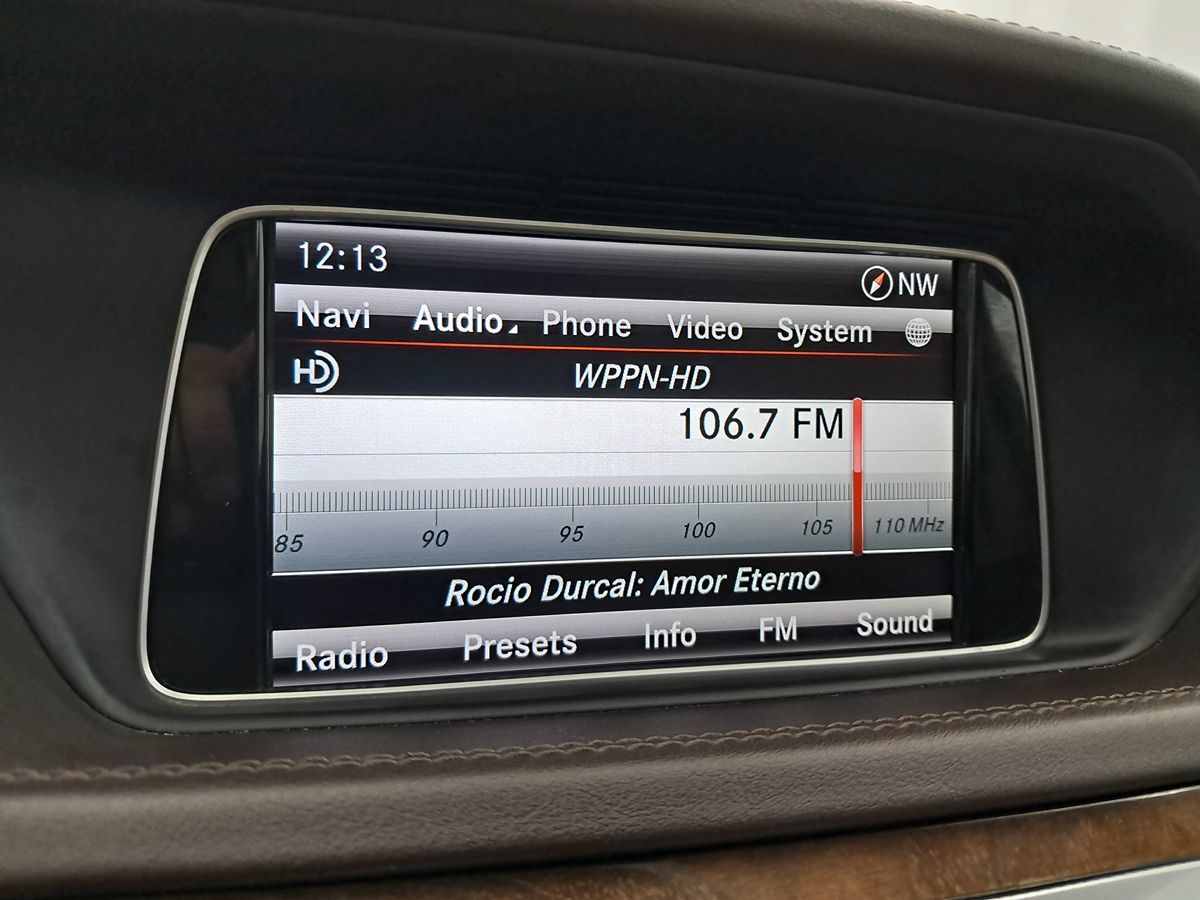 12:13
NW
Navi Audio Phone Video System
HD WPPN-HD
106.7 FM
85 90 95 100 105 110 MHz
Rocio Durcal: Amor Eterno
Radio Presets Info FM Sound